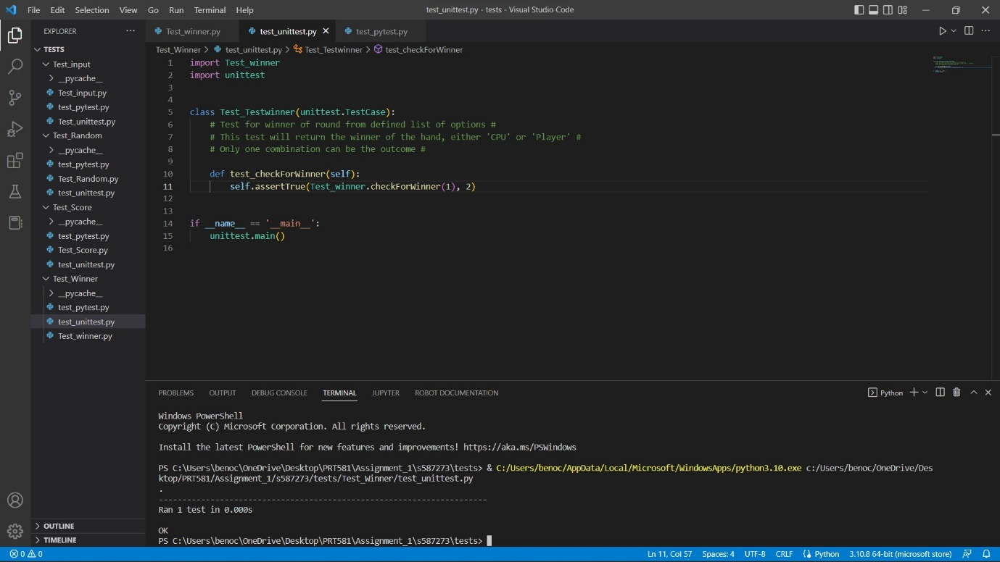 File Edit Selection View Go Run Terminal Help test_unittest.py - tests - Visual Studio Code
EXPLORER
TESTS
Test_input
__pycache__
Test_input.py
test_pytest.py
Test_unittest.py
Test_Random
__pycache__
test_pytest.py
Test_Random.py
test_unittest.py
Test_Score
__pycache__
test_pytest.py
Test_Score.py
test_unittest.py
Test_Winner
__pycache__
test_pytest.py
test_unittest.py
Test_winner.py
OUTLINE
TIMELINE
Test_winner.py test_unittest.py test_pytest.py
Test_Winner > test_unittest.py > Test_Testwinner > test_checkForWinner
1 import Test_winner
2 import unittest
3
4
5 class Test_Testwinner(unittest.TestCase):
6 # Test for winner of round from defined list of options #
7 # This test will return the winner of the hand, either 'CPU' or 'Player' #
8 # Only one combination can be the outcome #
9
10 def test_checkForWinner(self):
11 self.assertTrue(Test_winner.checkForWinner(1), 2)
12
13
14 if __name__ == '__main__':
15 unittest.main()
16
PROBLEMS OUTPUT DEBUG CONSOLE TERMINAL JUPYTER ROBOT DOCUMENTATION Python
Windows PowerShell
Copyright (C) Microsoft Corporation. All rights reserved.
Install the latest PowerShell for new features and improvements! https://aka.ms/PSWindows
PS C:\Users\benoc\OneDrive\Desktop\PRT581\Assignment_1\s587273\tests> & C:/Users/benoc/AppData/Local/Microsoft/WindowsApps/python3.10.exe c:/Users/benoc/OneDrive/Des
ktop/PRT581/Assignment_1/s587273/tests/Test_Winner/test_unittest.py
.
----------------------------------------------------------------------
Ran 1 test in 0.000s
OK
PS C:\Users\benoc\OneDrive\Desktop\PRT581\Assignment_1\s587273\tests>
0 0 Ln 11, Col 57 Spaces: 4 UTF-8 CRLF Python 3.10.8 64-bit (microsoft store)